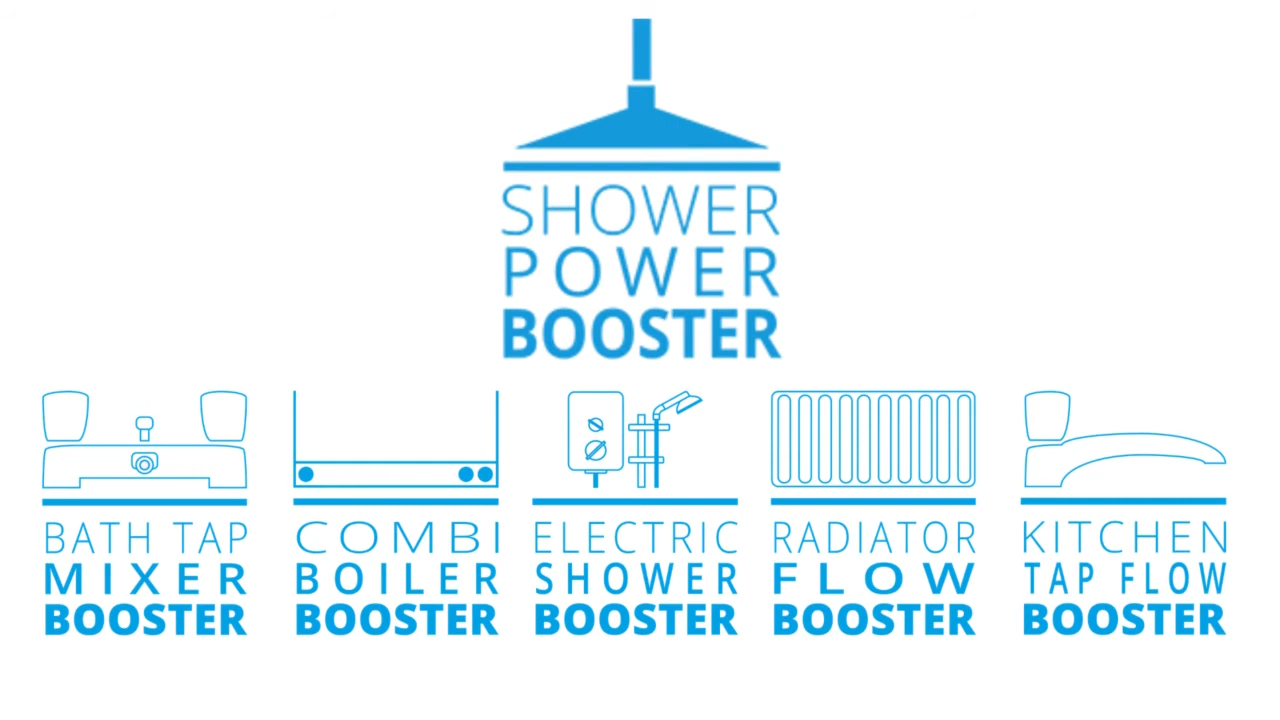 SHOWER
POWER
BOOSTER
BATH TAP
MIXER
BOOSTER
COMBI
BOILER
BOOSTER
ELECTRIC
SHOWER
BOOSTER
RADIATOR
FLOW
BOOSTER
KITCHEN
TAP FLOW
BOOSTER